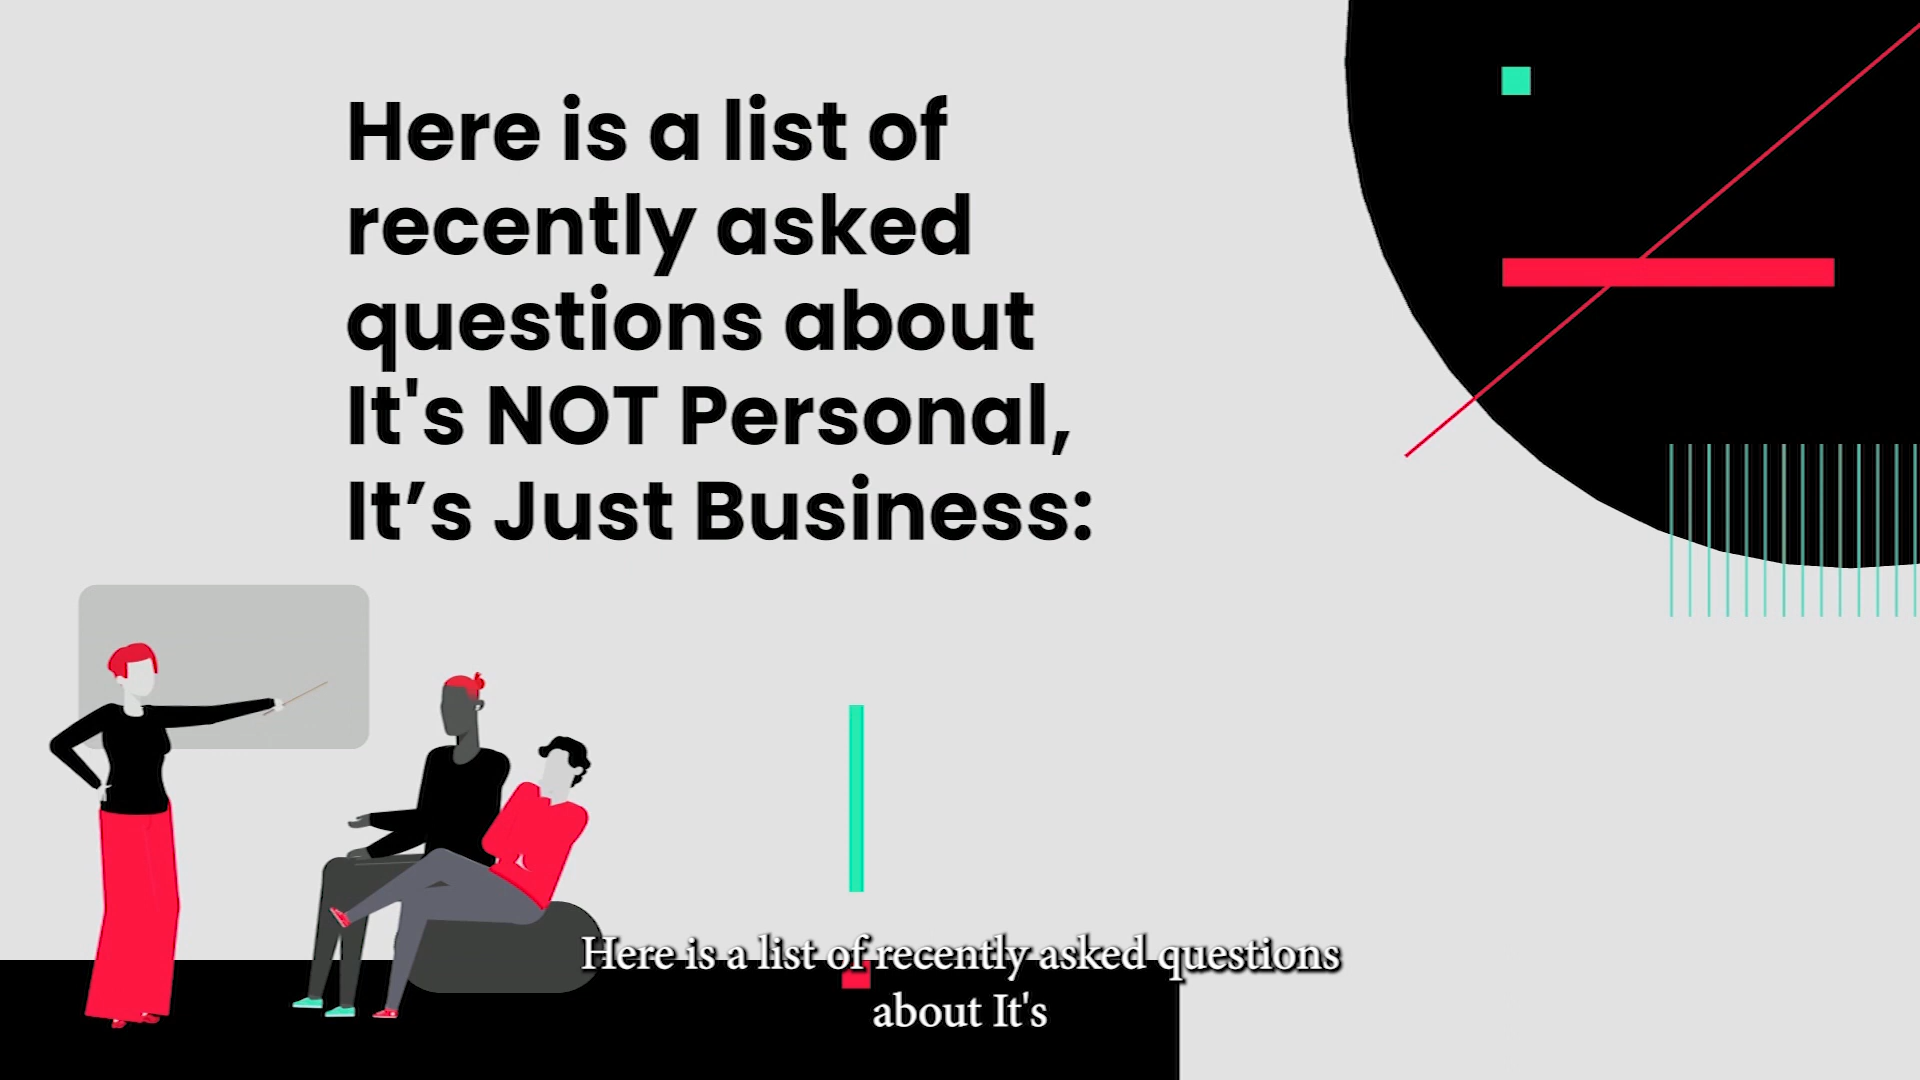 Here is a list of
recently asked
questions about
It's NOT Personal,
It’s Just Business:
Here is a list of recently asked questions
about It's